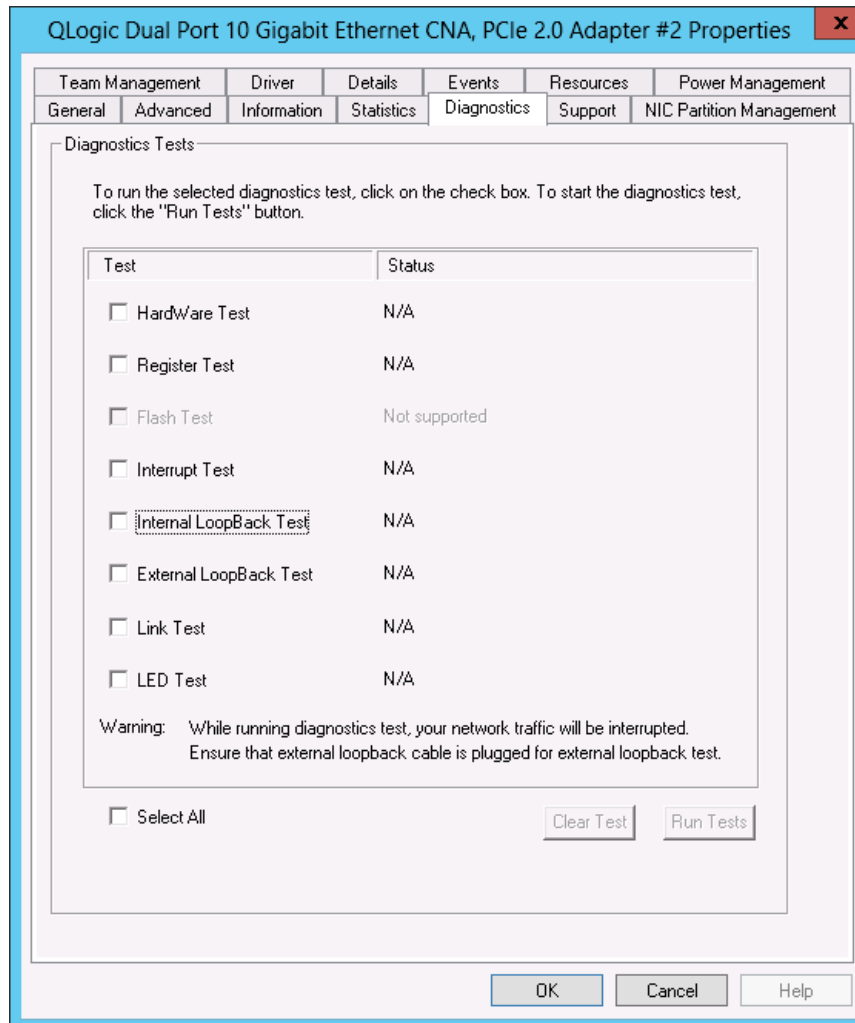 QLogic Dual Port 10 Gigabit Ethernet CNA, PCIe 2.0 Adapter #2 Properties x
Team Management Driver Details Events Resources Power Management
General Advanced Information Statistics Diagnostics Support NIC Partition Management
Diagnostics Tests
To run the selected diagnostics test, click on the check box. To start the diagnostics test,
click the "Run Tests" button.
Test Status
HardWare Test N/A
Register Test N/A
Flash Test Not supported
Interrupt Test N/A
Internal LoopBack Test N/A
External LoopBack Test N/A
Link Test N/A
LED Test N/A
Warning: While running diagnostics test, your network traffic will be interrupted.
Ensure that external loopback cable is plugged for external loopback test.
Select All Clear Test Run Tests
OK Cancel Help